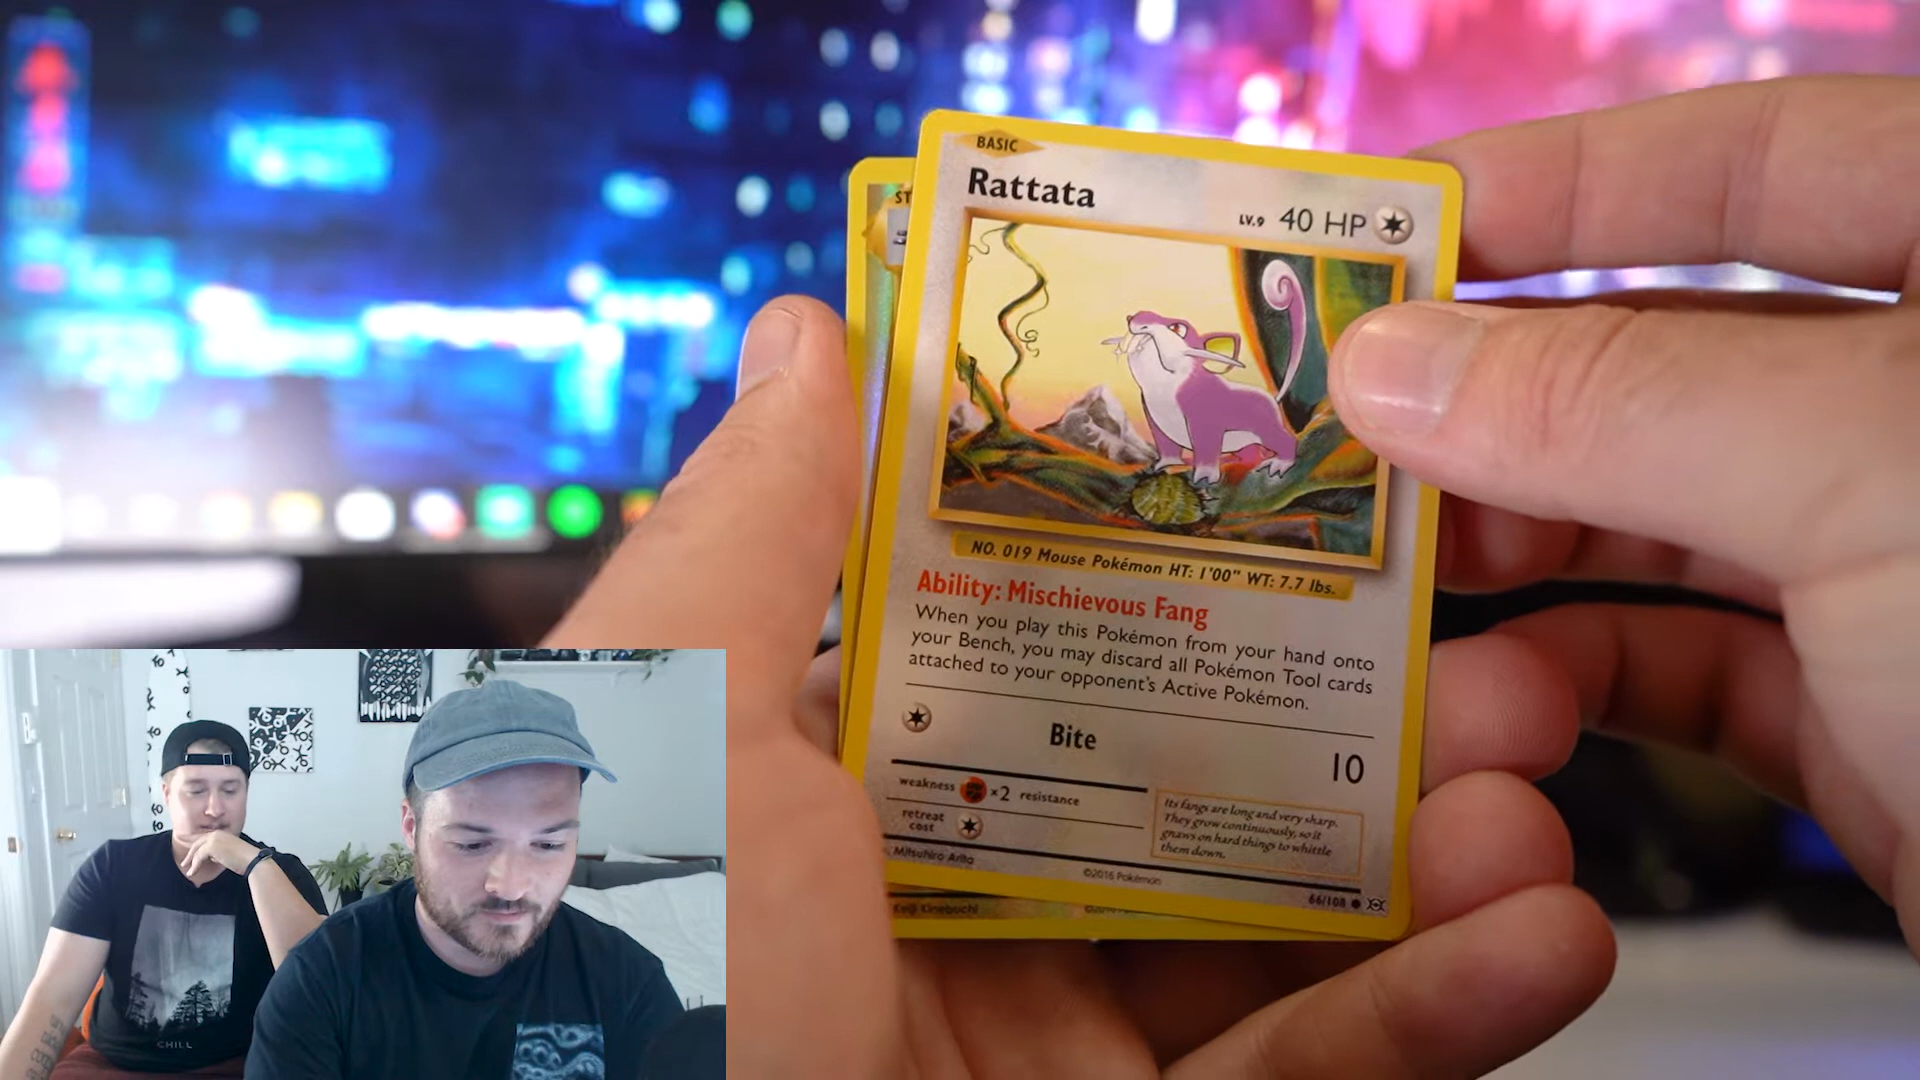 BASIC
ST
Rattata
LV.9 40 HP
NO. 019 Mouse Pokémon HT: 1'00" WT: 7.7 lbs.
Ability: Mischievous Fang
When you play this Pokémon from your hand onto
your Bench, you may discard all Pokémon Tool cards
attached to your opponent's Active Pokémon.
Bite
10
weakness ×2 resistance
retreat
cost
Its fangs are long and very sharp.
They grow continuously, so it
gnaws on hard things to whittle
them down.
Mitsuhiro Arita
©2016 Pokémon
66/108
Keiji Kinebuchi
CHILL